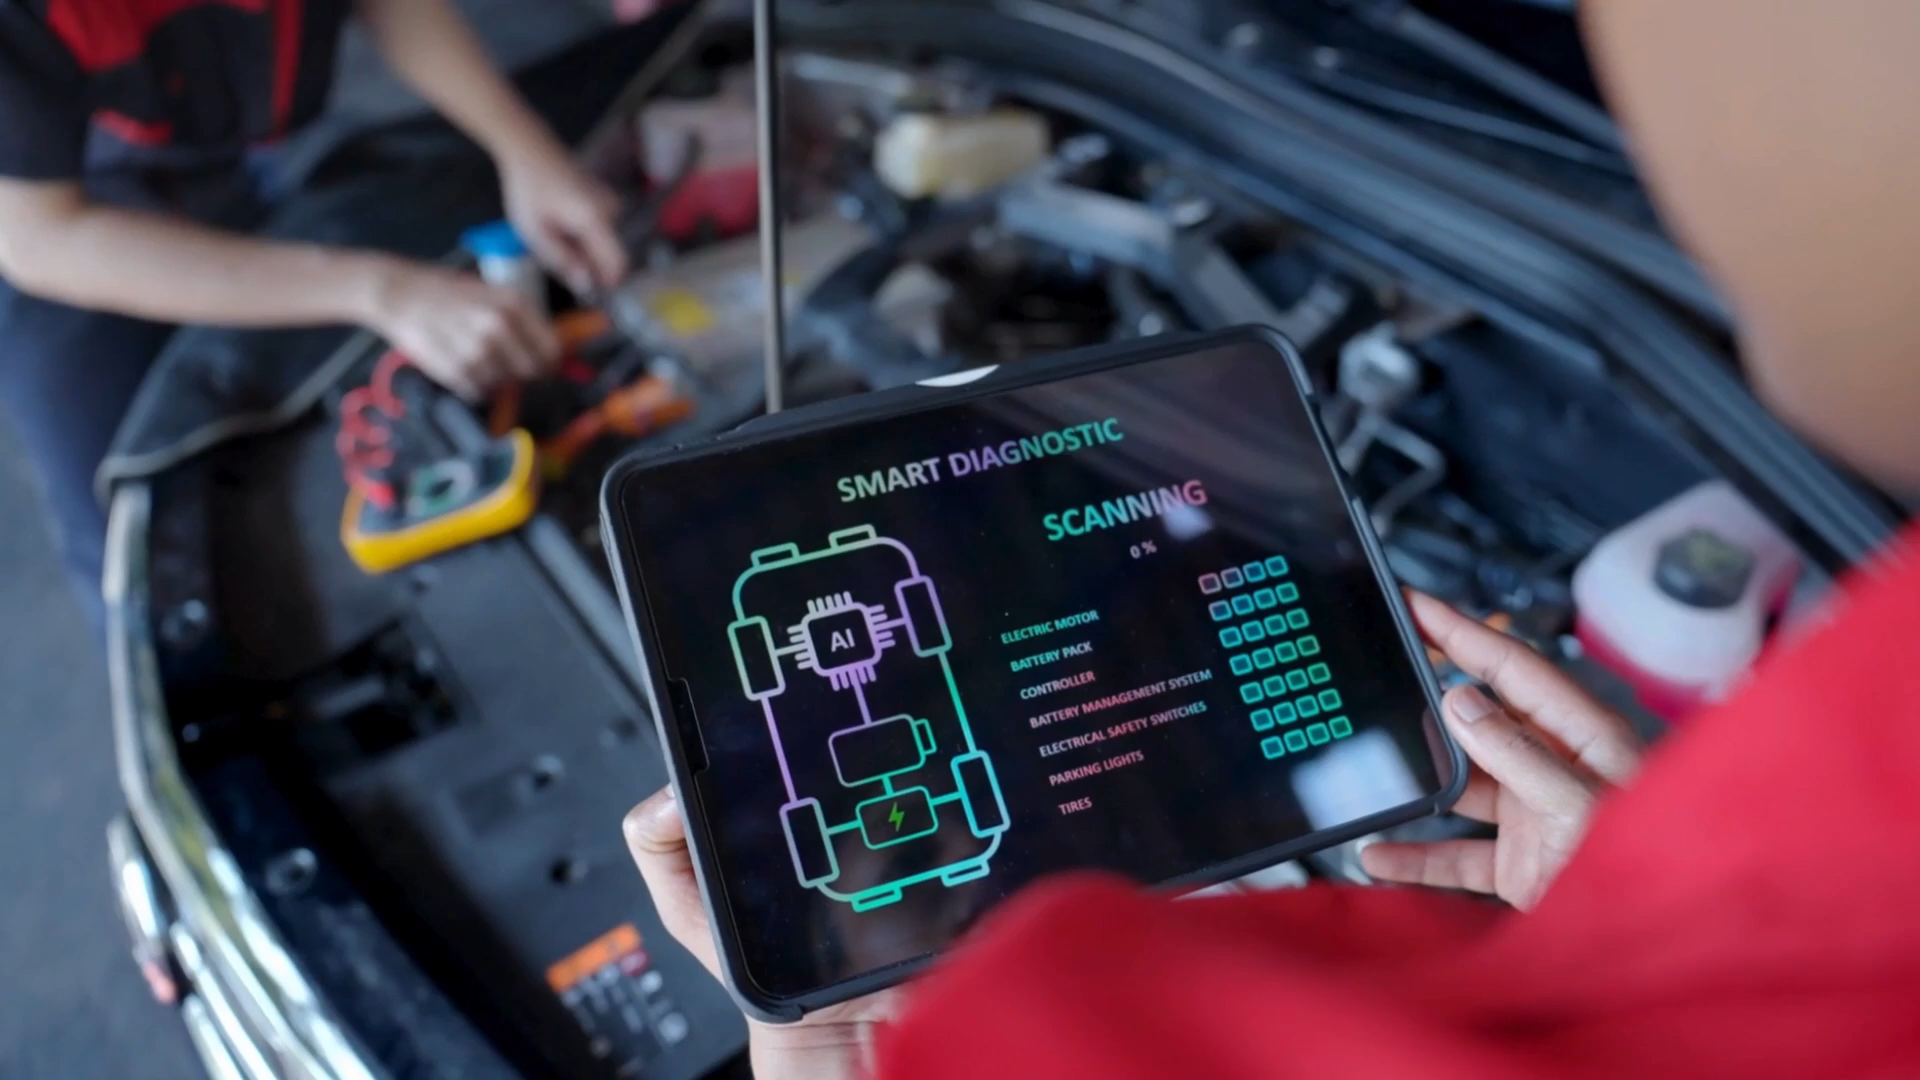 SMART DIAGNOSTIC
SCANNING
0 %
AI
ELECTRIC MOTOR
BATTERY PACK
CONTROLLER
BATTERY MANAGEMENT SYSTEM
ELECTRICAL SAFETY SWITCHES
PARKING LIGHTS
TIRES